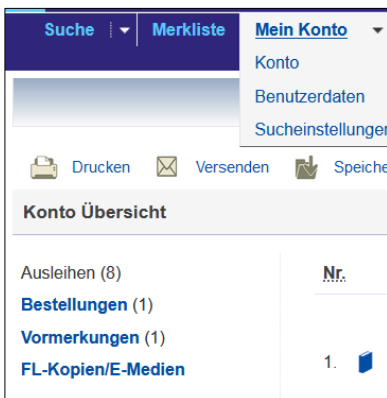 Suche Merkliste Mein Konto
Konto
Benutzerdaten
Sucheinstellungen
Drucken Versenden Speiche
Konto Übersicht
Ausleihen (8)
Nr.
Bestellungen (1)
Vormerkungen (1)
1.
FL-Kopien/E-Medien